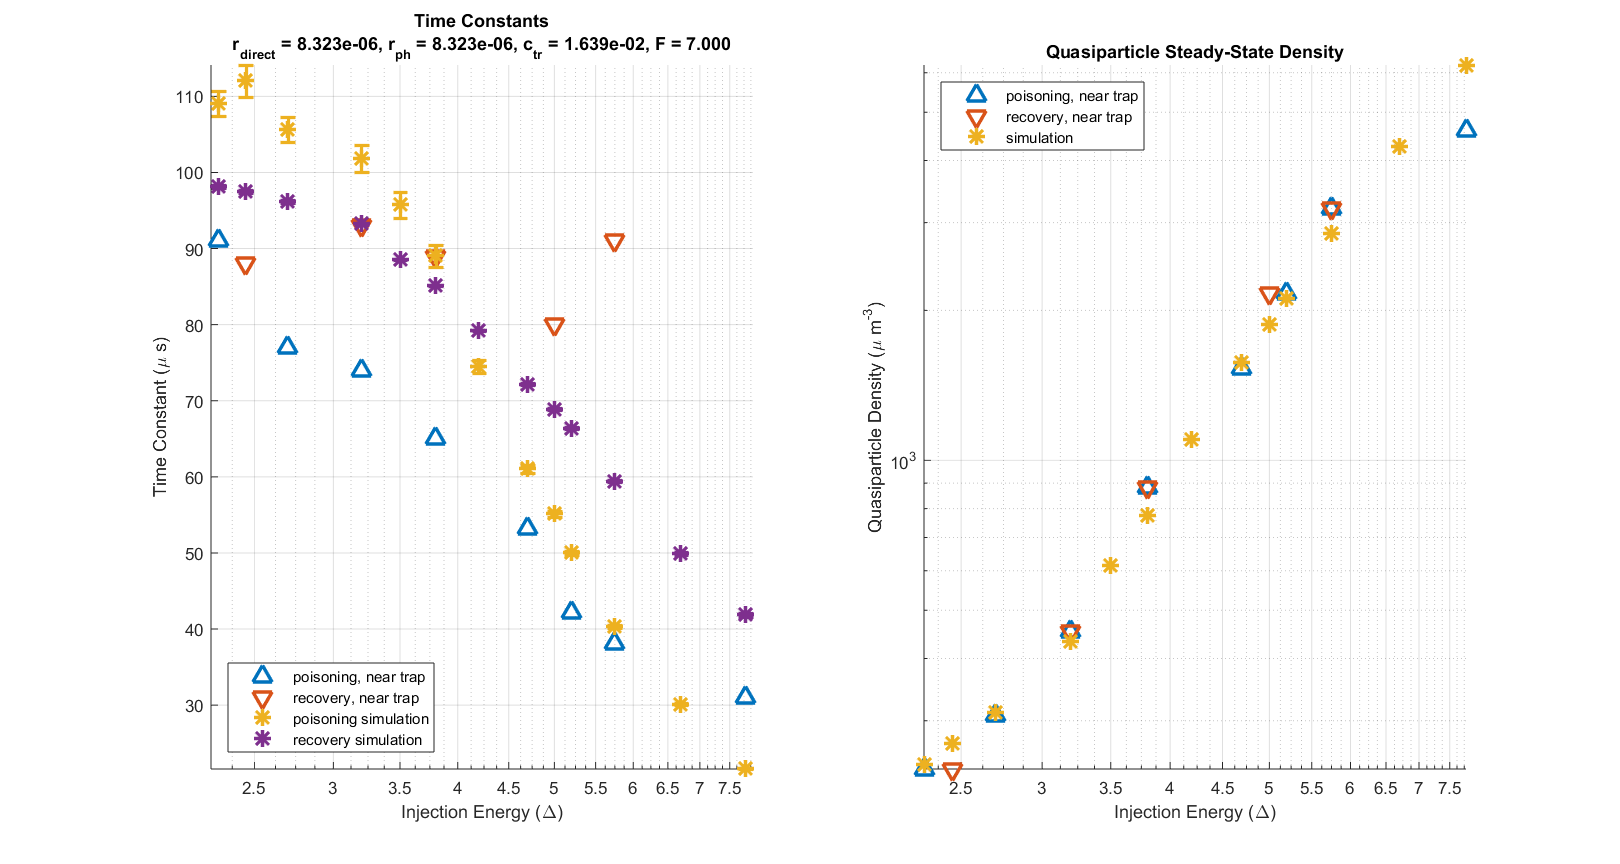 Time Constants
r_direct = 8.323e-06, r_ph = 8.323e-06, c_tr = 1.639e-02, F = 7.000
110
100
90
80
70
60
50
40
30
Time Constant (μ s)
poisoning, near trap
recovery, near trap
poisoning simulation
recovery simulation
2.5 3 3.5 4 4.5 5 5.5 6 6.5 7 7.5
Injection Energy (Δ)
Quasiparticle Steady-State Density
poisoning, near trap
recovery, near trap
simulation
10^3
Quasiparticle Density (μ m^-3)
2.5 3 3.5 4 4.5 5 5.5 6 6.5 7 7.5
Injection Energy (Δ)